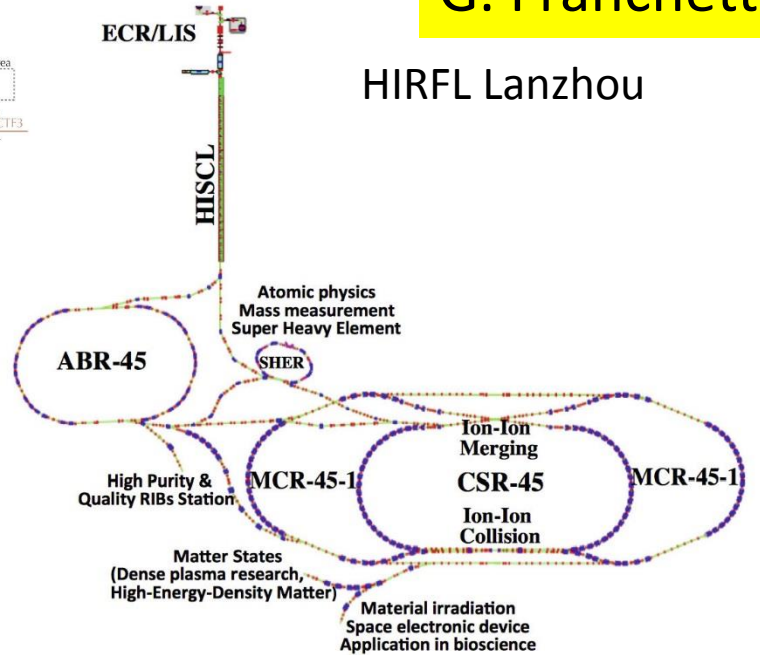 G. Franchett
ECR/LIS
HIRFL Lanzhou
CTF3
HISCL
Atomic physics
Mass measurement
Super Heavy Element
SHER
ABR-45
Ion-Ion
Merging
MCR-45-1
CSR-45
MCR-45-1
High Purity &
Quality RIBs Station
Ion-Ion
Collision
Matter States
(Dense plasma research,
High-Energy-Density Matter)
Material irradiation
Space electronic device
Application in bioscience